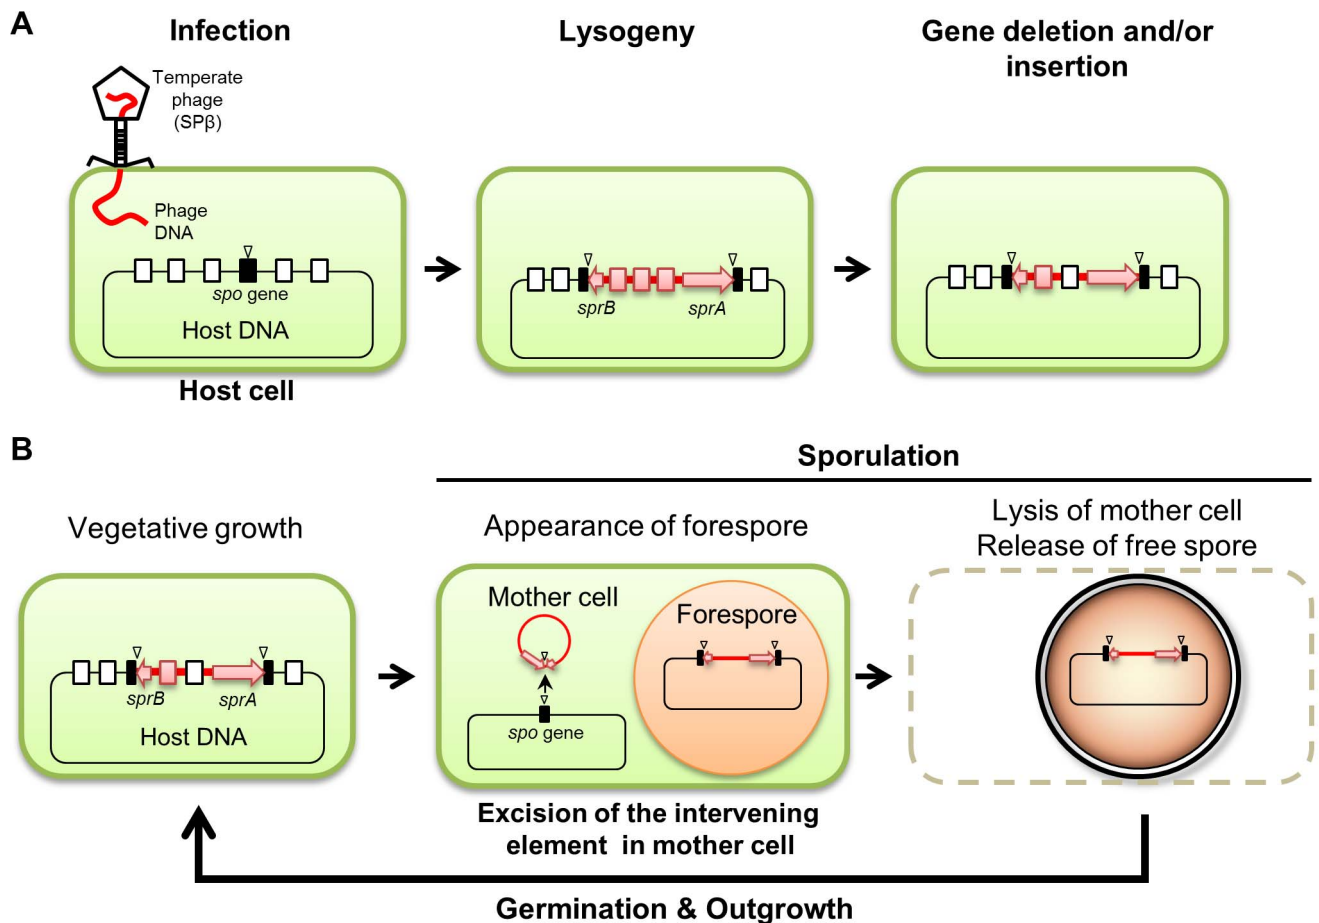 A
Infection
Temperate
phage
(SPβ)
Phage
DNA
spo gene
Host DNA
Host cell
Lysogeny
sprB
sprA
Gene deletion and/or
insertion
B
Sporulation
Vegetative growth
sprB
sprA
Host DNA
Appearance of forespore
Mother cell
spo gene
Forespore
Excision of the intervening
element in mother cell
Lysis of mother cell
Release of free spore
Germination & Outgrowth